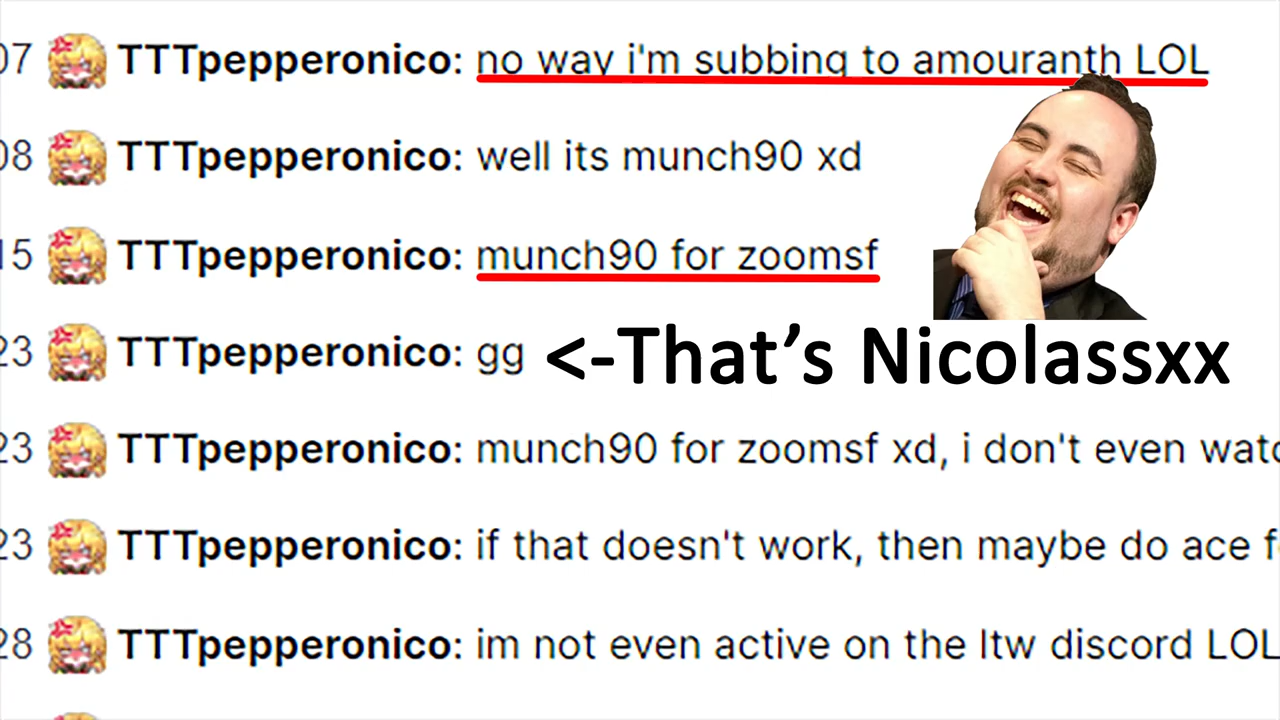 07 TTTpepperonico: no way i'm subbing to amouranth LOL
08 TTTpepperonico: well its munch90 xd
15 TTTpepperonico: munch90 for zoomsf
23 TTTpepperonico: gg <-That’s Nicolassxx
23 TTTpepperonico: munch90 for zoomsf xd, i don't even watc
23 TTTpepperonico: if that doesn't work, then maybe do ace f
28 TTTpepperonico: im not even active on the ltw discord LOL